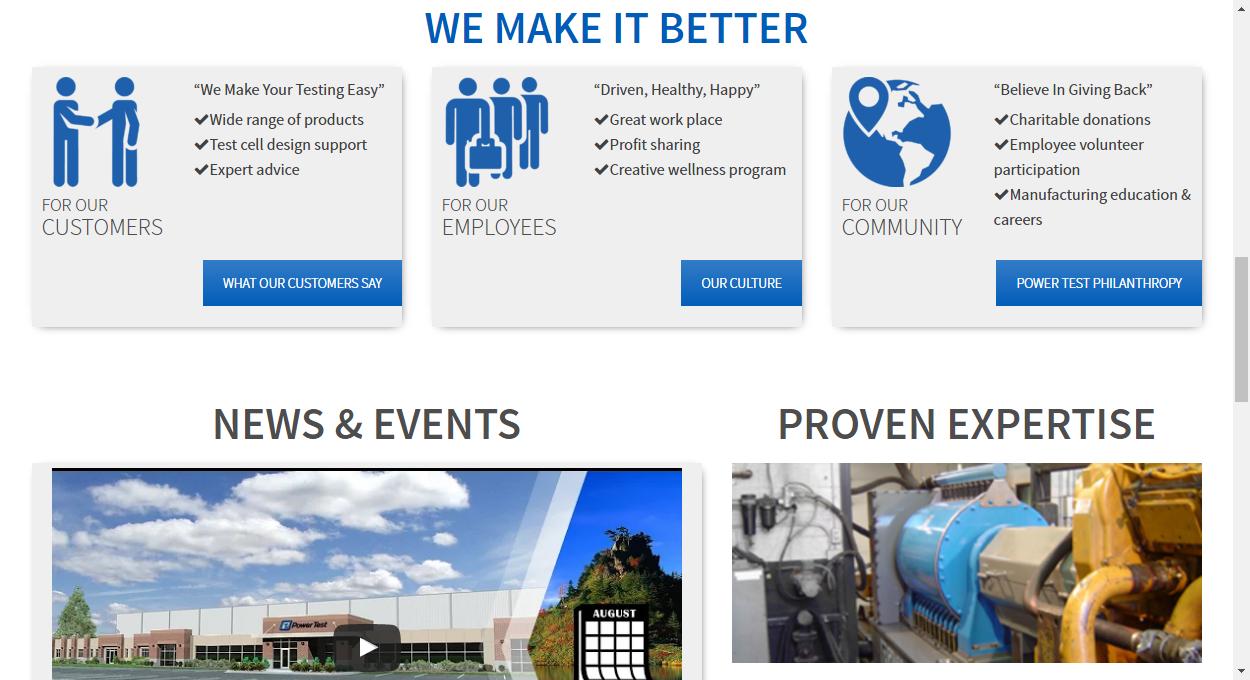 WE MAKE IT BETTER
“We Make Your Testing Easy”
Wide range of products
Test cell design support
Expert advice
FOR OUR
CUSTOMERS
WHAT OUR CUSTOMERS SAY
“Driven, Healthy, Happy”
Great work place
Profit sharing
Creative wellness program
FOR OUR
EMPLOYEES
OUR CULTURE
“Believe In Giving Back”
Charitable donations
Employee volunteer
participation
Manufacturing education &
careers
FOR OUR
COMMUNITY
POWER TEST PHILANTHROPY
NEWS & EVENTS
Power Test
AUGUST
PROVEN EXPERTISE